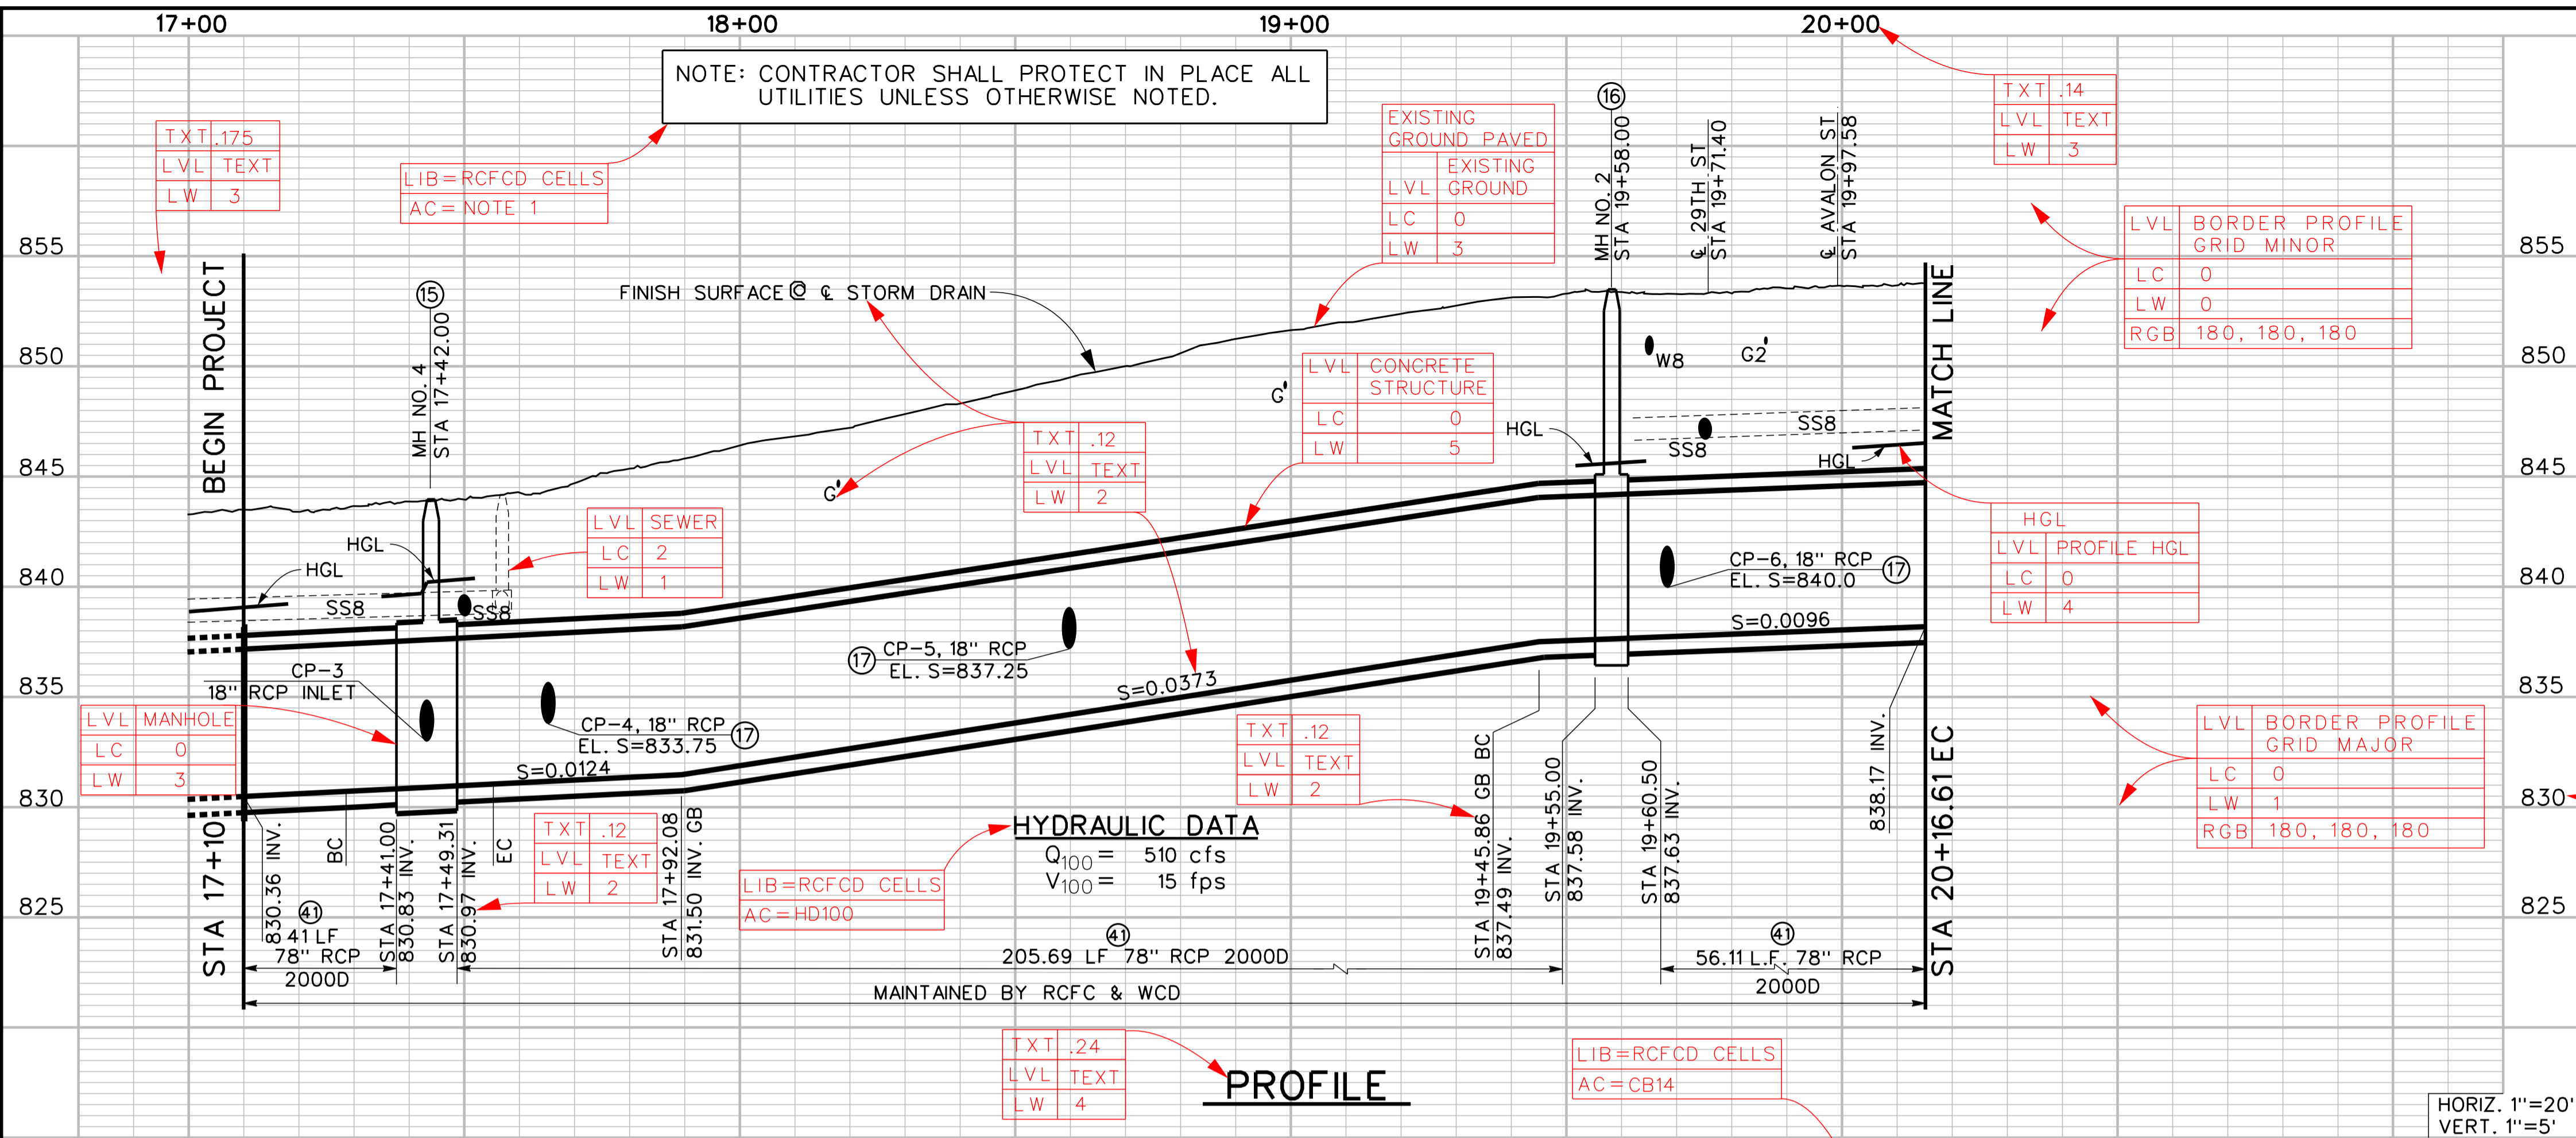 17+00
18+00
19+00
20+00
NOTE: CONTRACTOR SHALL PROTECT IN PLACE ALL
UTILITIES UNLESS OTHERWISE NOTED.
TXT .175
LVL TEXT
LW 3
LIB=RCFCD CELLS
AC= NOTE 1
EXISTING
GROUND PAVED
LVL EXISTING
GROUND
LC 0
LW 3
16
MH NO. 2
STA 19+58.00
℄ 29TH ST
STA 19+71.40
℄ AVALON ST
STA 19+97.58
TXT .14
LVL TEXT
LW 3
LVL BORDER PROFILE
GRID MINOR
LC 0
LW 0
RGB 180, 180, 180
855
855
850
850
845
845
840
840
835
835
830
830
825
825
BEGIN PROJECT
STA 17+10
15
MH NO. 4
STA 17+42.00
FINISH SURFACE @ ℄ STORM DRAIN
LVL CONCRETE
STRUCTURE
LC 0
LW 5
TXT .12
LVL TEXT
LW 2
G
G
W8
G2
SS8
SS8
HGL
HGL
MATCH LINE
STA 20+16.61 EC
HGL
LVL PROFILE HGL
LC 0
LW 4
LVL SEWER
LC 2
LW 1
HGL
HGL
SS8
SS8
CP-3
18" RCP INLET
LVL MANHOLE
LC 0
LW 3
CP-4, 18" RCP
EL. S=833.75
17
S=0.0124
17
CP-5, 18" RCP
EL. S=837.25
S=0.0373
CP-6, 18" RCP
EL. S=840.0
17
S=0.0096
TXT .12
LVL TEXT
LW 2
LVL BORDER PROFILE
GRID MAJOR
LC 0
LW 1
RGB 180, 180, 180
830.36 INV.
BC
STA 17+41.00
830.83 INV.
STA 17+49.31
830.97 INV.
EC
TXT .12
LVL TEXT
LW 2
STA 17+92.08
831.50 INV. GB
HYDRAULIC DATA
Q100 = 510 cfs
V100 = 15 fps
LIB=RCFCD CELLS
AC=HD100
STA 19+45.86 GB BC
837.49 INV.
STA 19+55.00
837.58 INV.
STA 19+60.50
837.63 INV.
838.17 INV.
41
8.41 LF
78" RCP
2000D
41
205.69 LF 78" RCP 2000D
41
56.11 L.F. 78" RCP
2000D
MAINTAINED BY RCFC & WCD
TXT .24
LVL TEXT
LW 4
PROFILE
LIB=RCFCD CELLS
AC=CB14
HORIZ. 1"=20'
VERT. 1"=5'